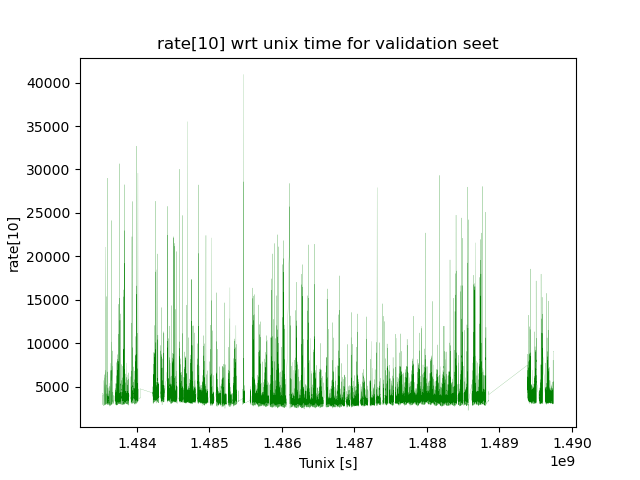 rate[10] wrt unix time for validation seet
40000
35000
30000
25000
20000
15000
10000
5000
rate[10]
1.484 1.485 1.486 1.487 1.488 1.489 1.490
1e9
Tunix [s]